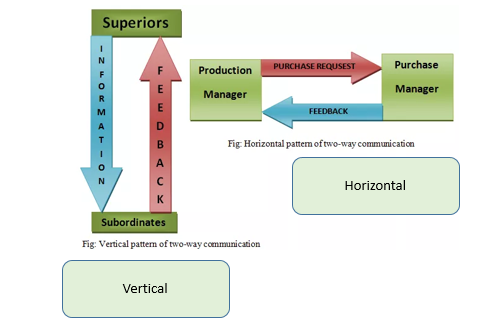 Superiors
INFORMATION
FEEDBACK
Subordinates
Fig: Vertical pattern of two-way communication
Vertical
Production
Manager
PURCHASE REQUSEST
FEEDBACK
Purchase
Manager
Fig: Horizontal pattern of two-way communication
Horizontal